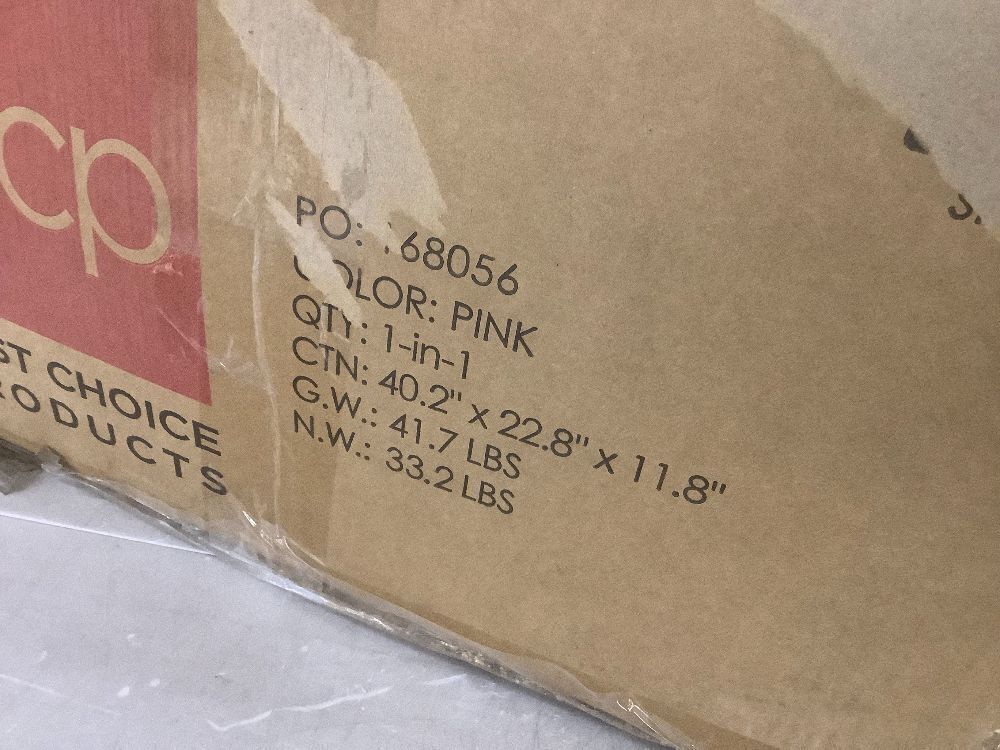 cp
ST CHOICE
RODUCTS
PO: 68056
COLOR: PINK
QTY: 1-in-1
CTN: 40.2" x 22.8" x 11.8"
G.W.: 41.7 LBS
N.W.: 33.2 LBS